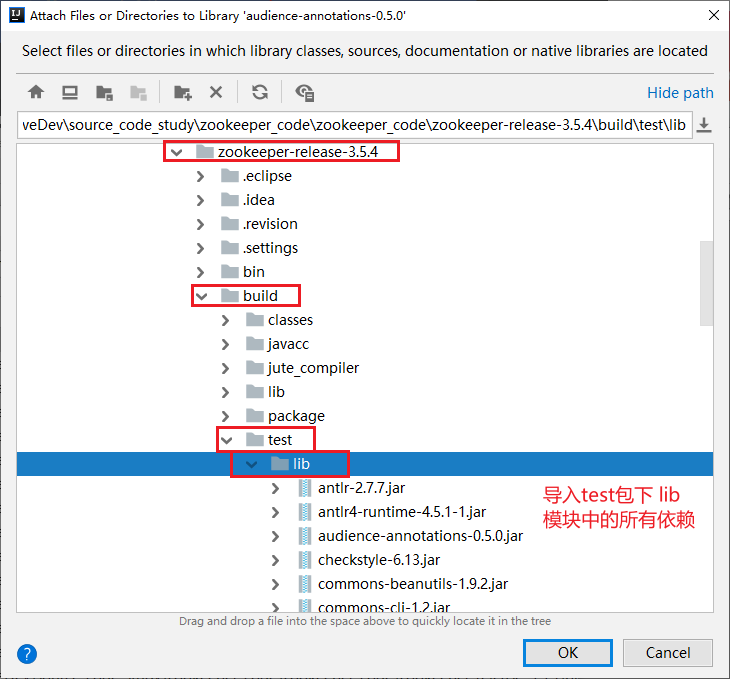 Attach Files or Directories to Library 'audience-annotations-0.5.0'
Select files or directories in which library classes, sources, documentation or native libraries are located
Hide path
veDev\source_code_study\zookeeper_code\zookeeper_code\zookeeper-release-3.5.4\build\test\lib
zookeeper-release-3.5.4
.eclipse
.idea
.revision
.settings
bin
build
classes
javacc
jute_compiler
lib
package
test
lib
antlr-2.7.7.jar
antlr4-runtime-4.5.1-1.jar
audience-annotations-0.5.0.jar
checkstyle-6.13.jar
commons-beanutils-1.9.2.jar
commons-cli-1.2.jar
导入test包下 lib
模块中的所有依赖
Drag and drop a file into the space above to quickly locate it in the tree
?
OK
Cancel